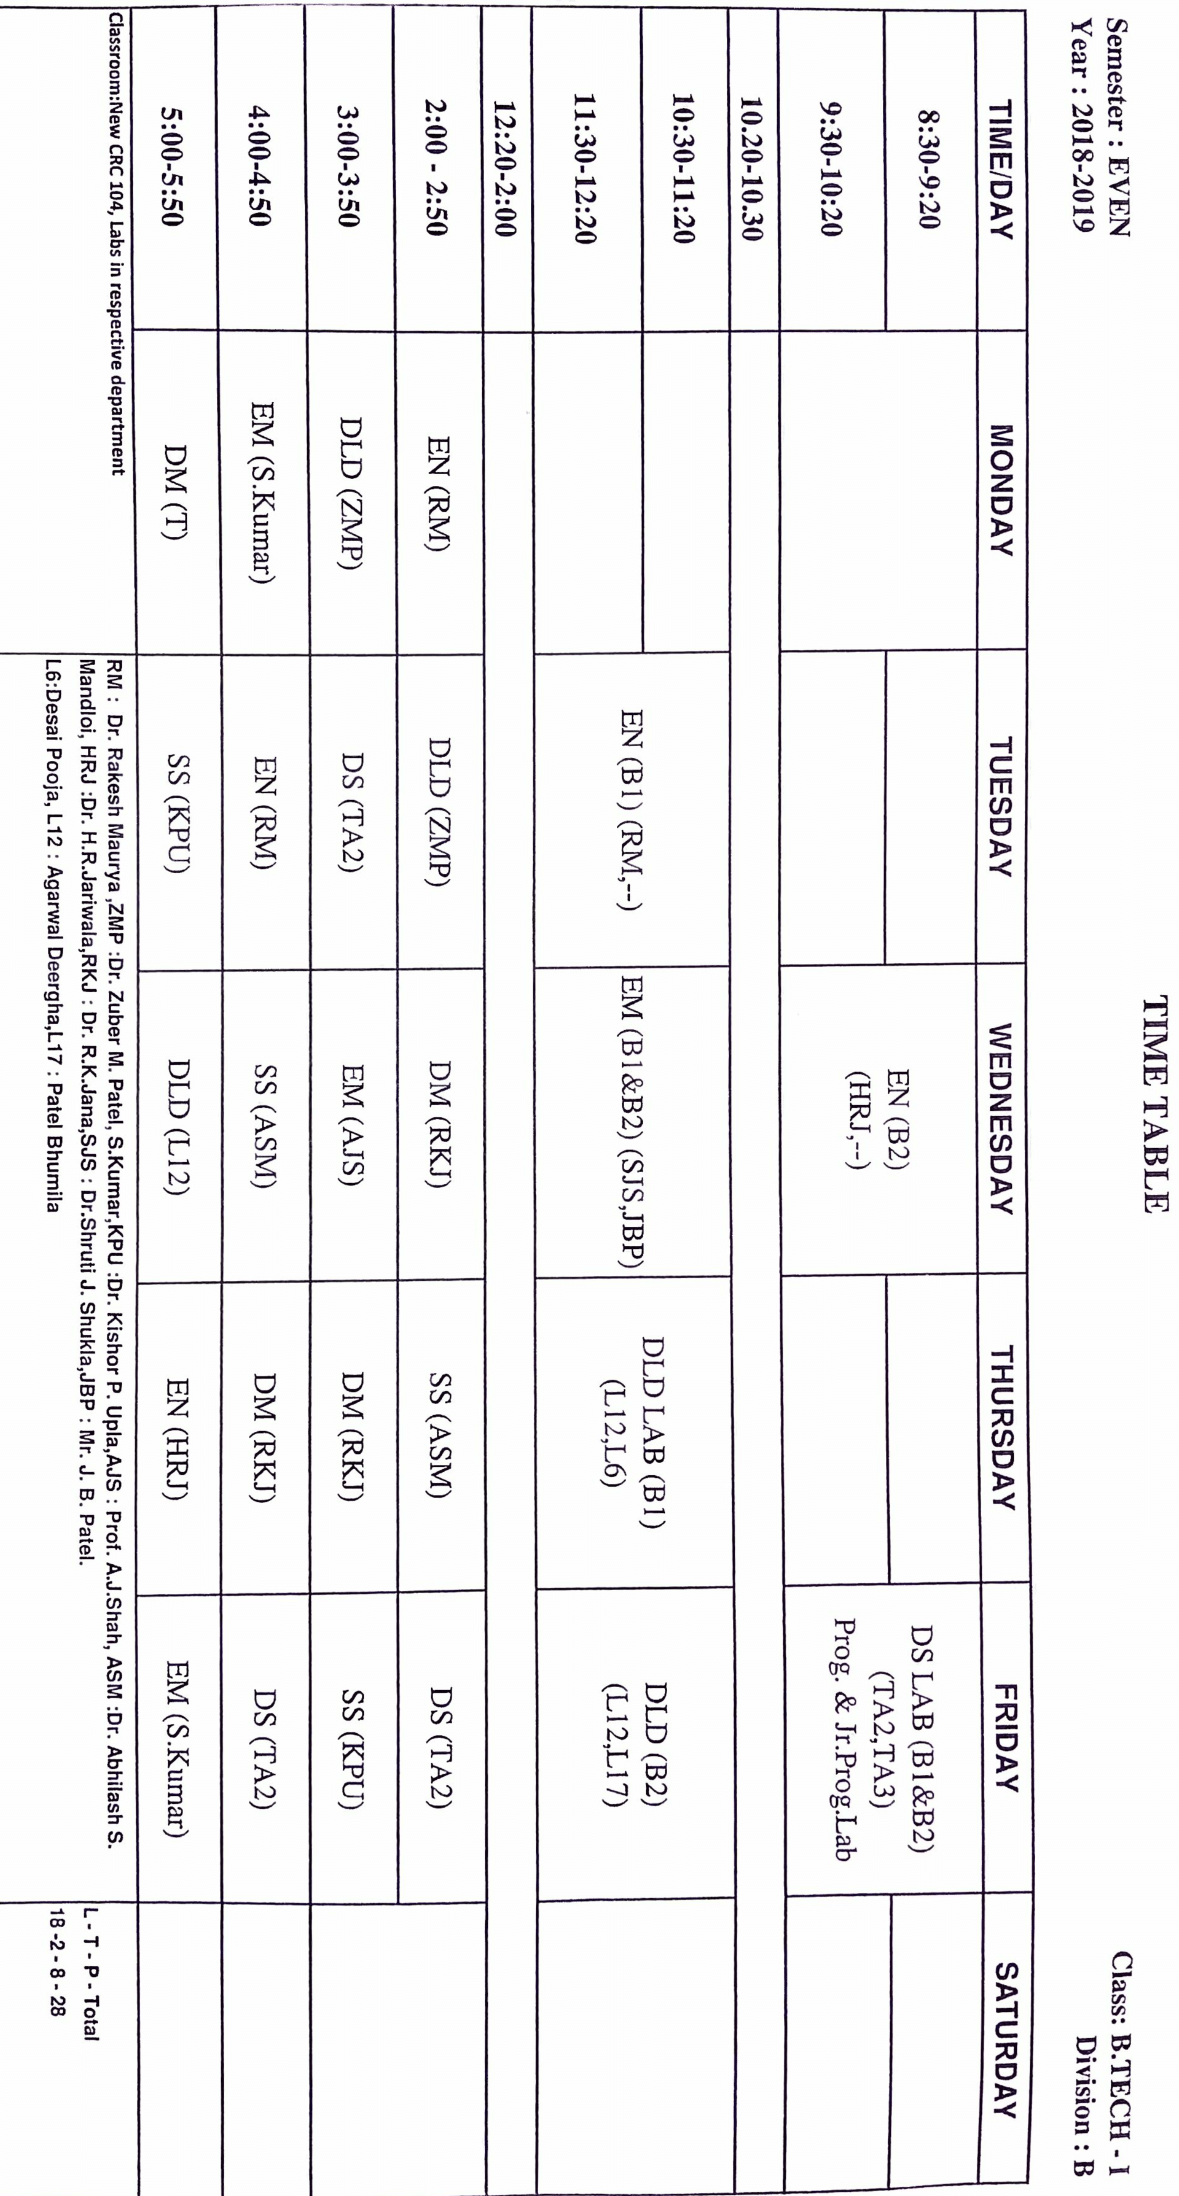 TIME TABLE
Semester : EVEN
Class: B.TECH - I
Year : 2018-2019
Division : B
TIME/DAY MONDAY TUESDAY WEDNESDAY THURSDAY FRIDAY SATURDAY
8:30-9:20
9:30-10:20
EN (B2)
(HRJ,--)
DS LAB (B1&B2)
(TA2,TA3)
Prog. & Jr.Prog.Lab
10.20-10.30
10:30-11:20
11:30-12:20
EN (B1) (RM,--)
EM (B1&B2) (SJS,JBP)
DLD LAB (B1)
(L12,L6)
DLD (B2)
(L12,L17)
12:20-2:00
2:00 - 2:50 EN (RM) DLD (ZMP) DM (RKJ) SS (ASM) DS (TA2)
3:00-3:50 DLD (ZMP) DS (TA2) EM (AJS) DM (RKJ) SS (KPU)
4:00-4:50 EM (S.Kumar) EN (RM) SS (ASM) DM (RKJ) DS (TA2)
5:00-5:50 DM (T) SS (KPU) DLD (L12) EN (HRJ) EM (S.Kumar)
Classroom:New CRC 104, Labs in respective department
RM : Dr. Rakesh Maurya ,ZMP :Dr. Zuber M. Patel, S.Kumar,KPU :Dr. Kishor P. Upla,AJS : Prof. A.J.Shah, ASM :Dr. Abhilash S.
Mandloi, HRJ :Dr. H.R.Jariwala,RKJ : Dr. R.K.Jana,SJS : Dr.Shruti J. Shukla,JBP : Mr. J. B. Patel.
L6:Desai Pooja, L12 : Agarwal Deergha,L17 : Patel Bhumila
L - T - P - Total
18 -2 - 8 - 28